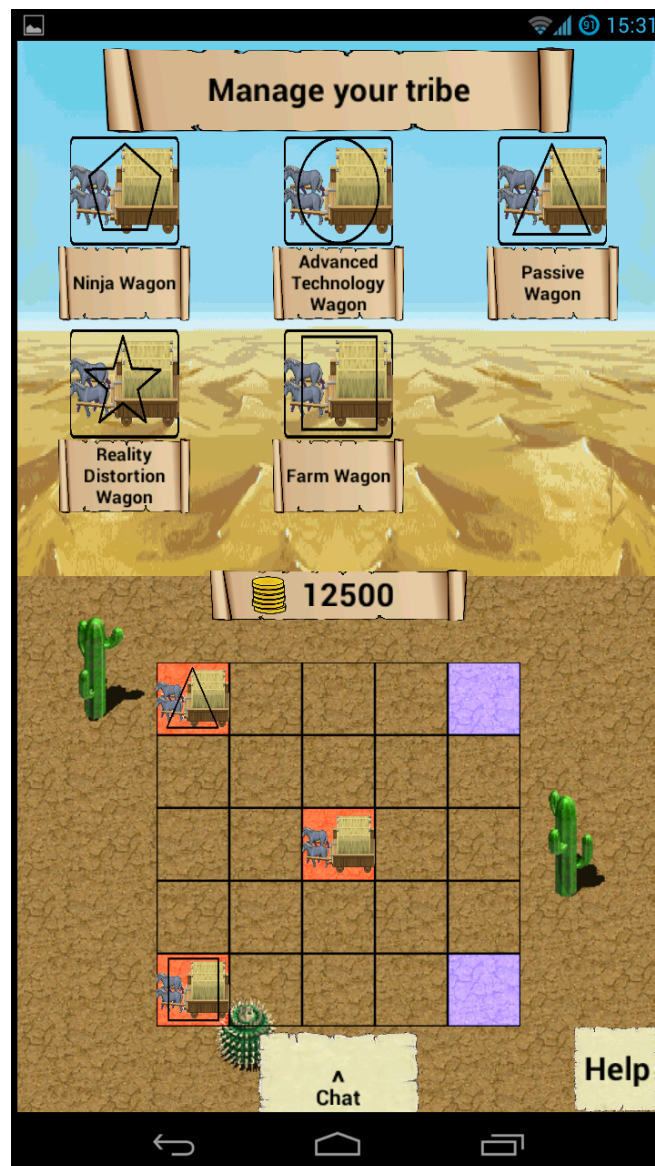 91 15:31
Manage your tribe
Ninja Wagon
Advanced
Technology
Wagon
Passive
Wagon
Reality
Distortion
Wagon
Farm Wagon
12500
^
Chat
Help